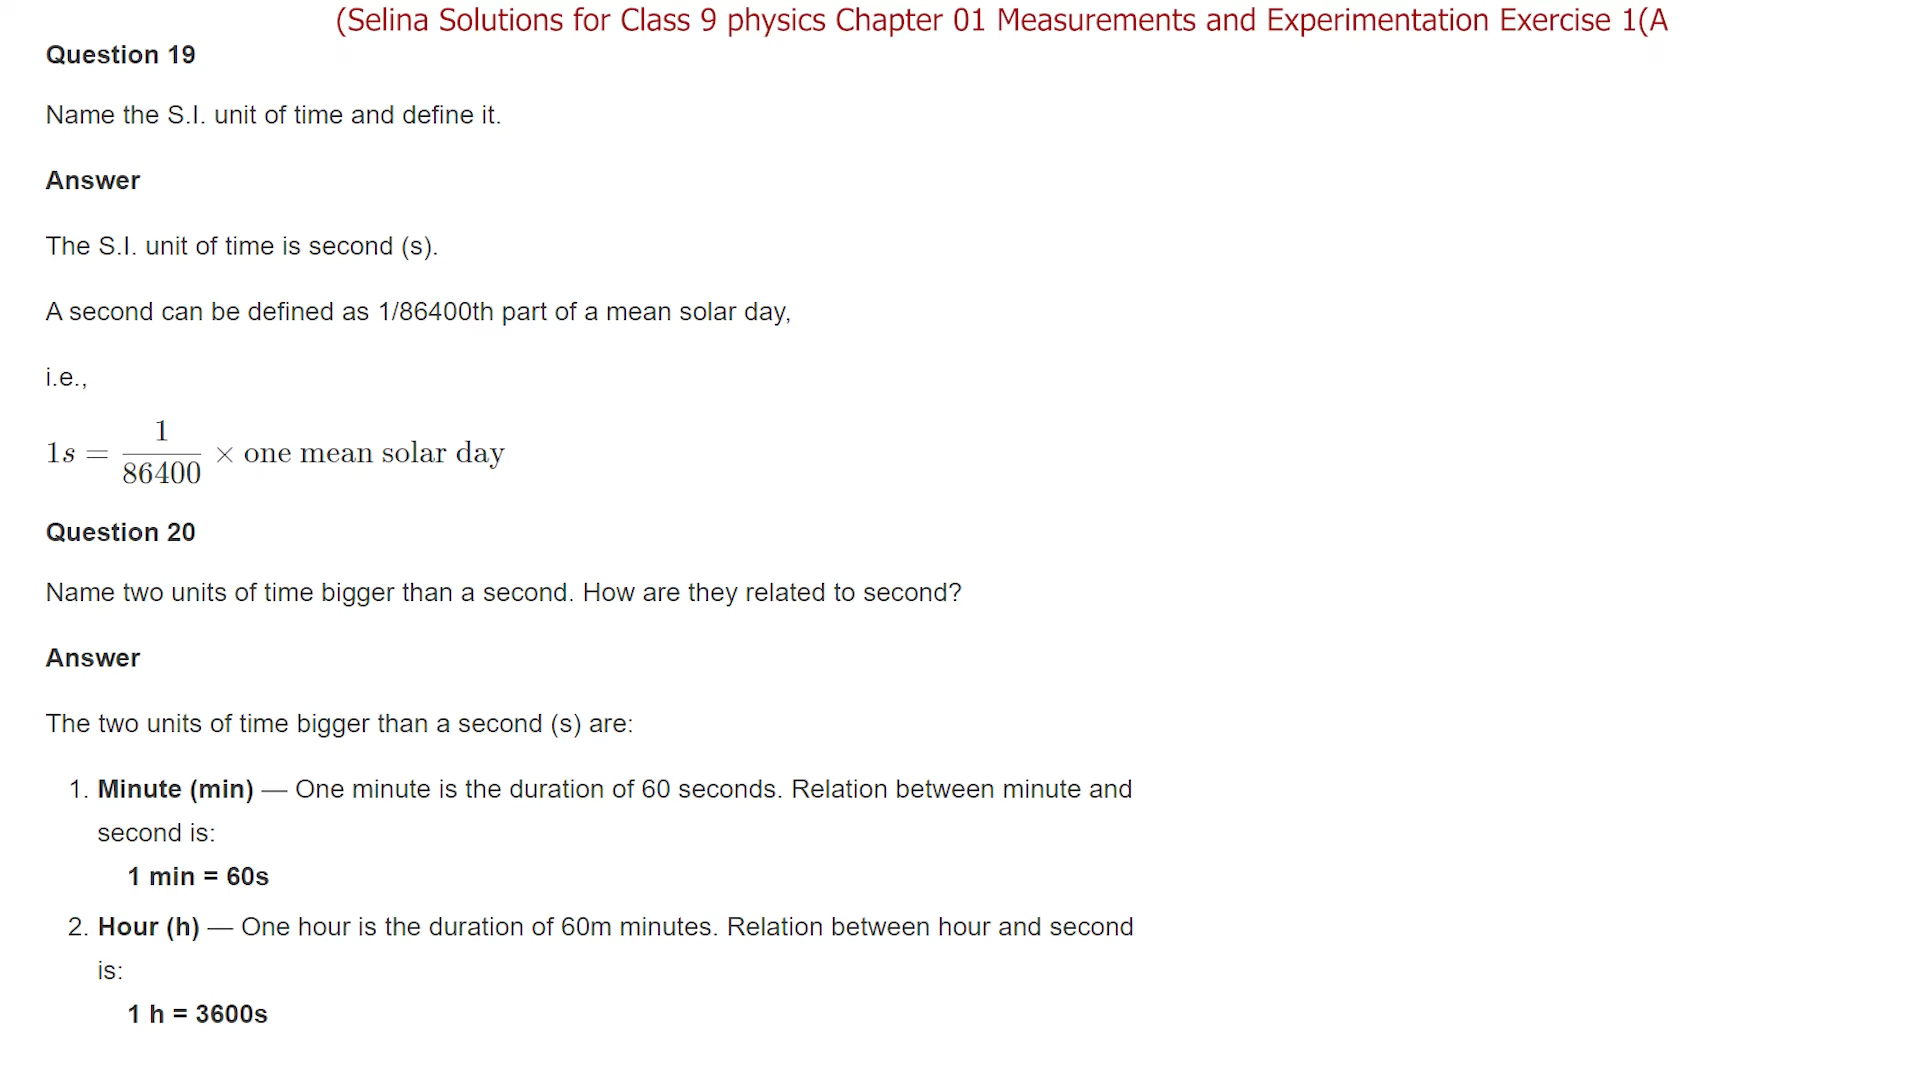 (Selina Solutions for Class 9 physics Chapter 01 Measurements and Experimentation Exercise 1(A
Question 19
Name the S.I. unit of time and define it.
Answer
The S.I. unit of time is second (s).
A second can be defined as 1/86400th part of a mean solar day,
i.e.,
1s = 1/86400 × one mean solar day
Question 20
Name two units of time bigger than a second. How are they related to second?
Answer
The two units of time bigger than a second (s) are:
1. Minute (min) — One minute is the duration of 60 seconds. Relation between minute and
second is:
1 min = 60s
2. Hour (h) — One hour is the duration of 60m minutes. Relation between hour and second
is:
1 h = 3600s